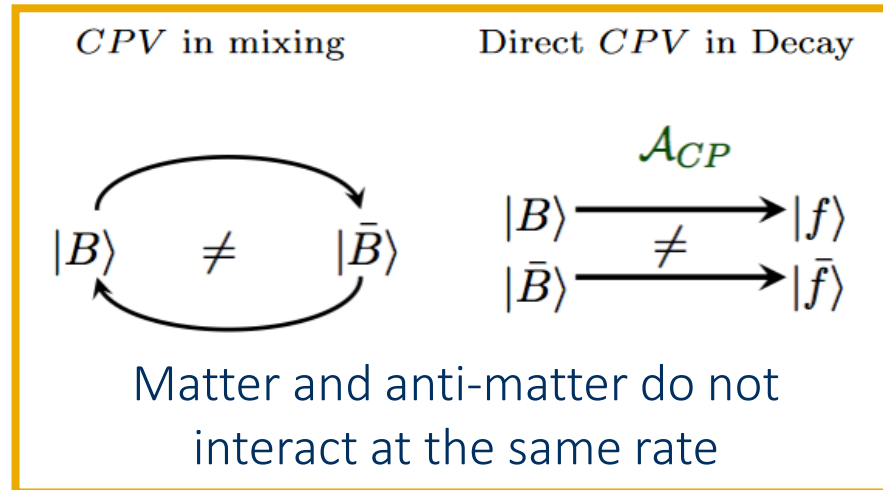 CPV in mixing
Direct CPV in Decay
A_CP
|B⟩ ≠ |B̄⟩
|B⟩ |f⟩
≠
|B̄⟩ |f̄⟩
Matter and anti-matter do not
interact at the same rate